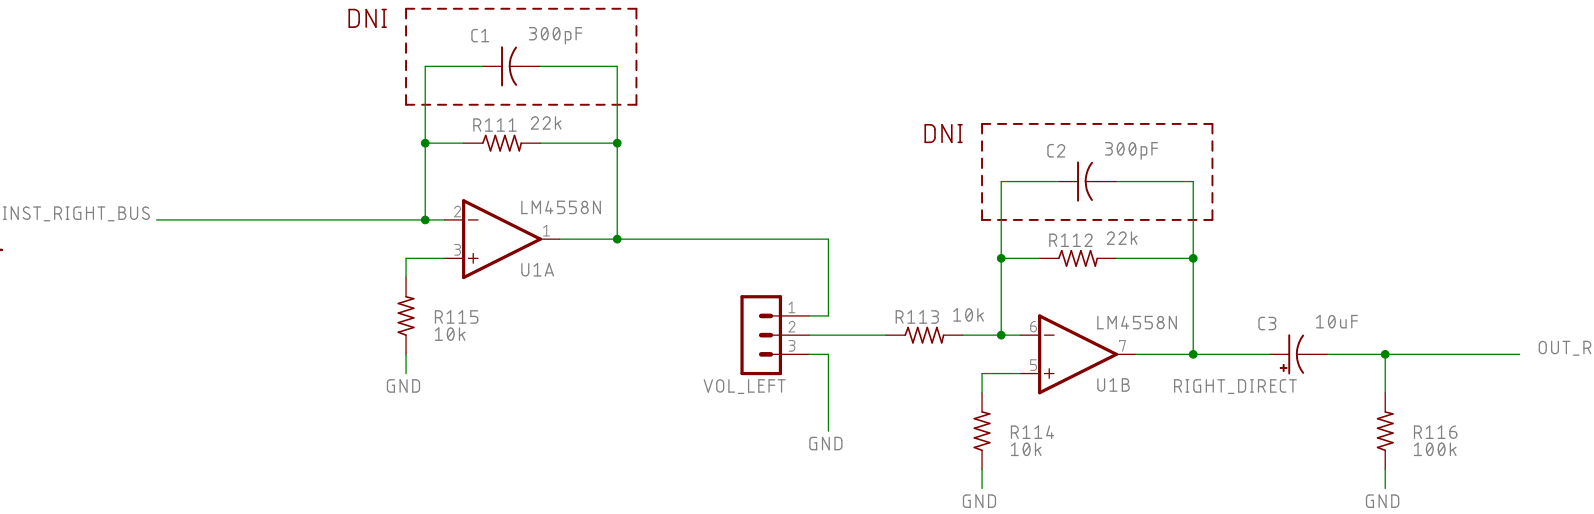 DNI
C1 300pF
R111 22k
INST_RIGHT_BUS
2
3
1
LM4558N
U1A
R115
10k
GND
1
2
3
VOL_LEFT
GND
DNI
C2 300pF
R112 22k
R113 10k
6
5
7
LM4558N
U1B
R114
10k
GND
RIGHT_DIRECT
C3 10uF
OUT_R
R116
100k
GND